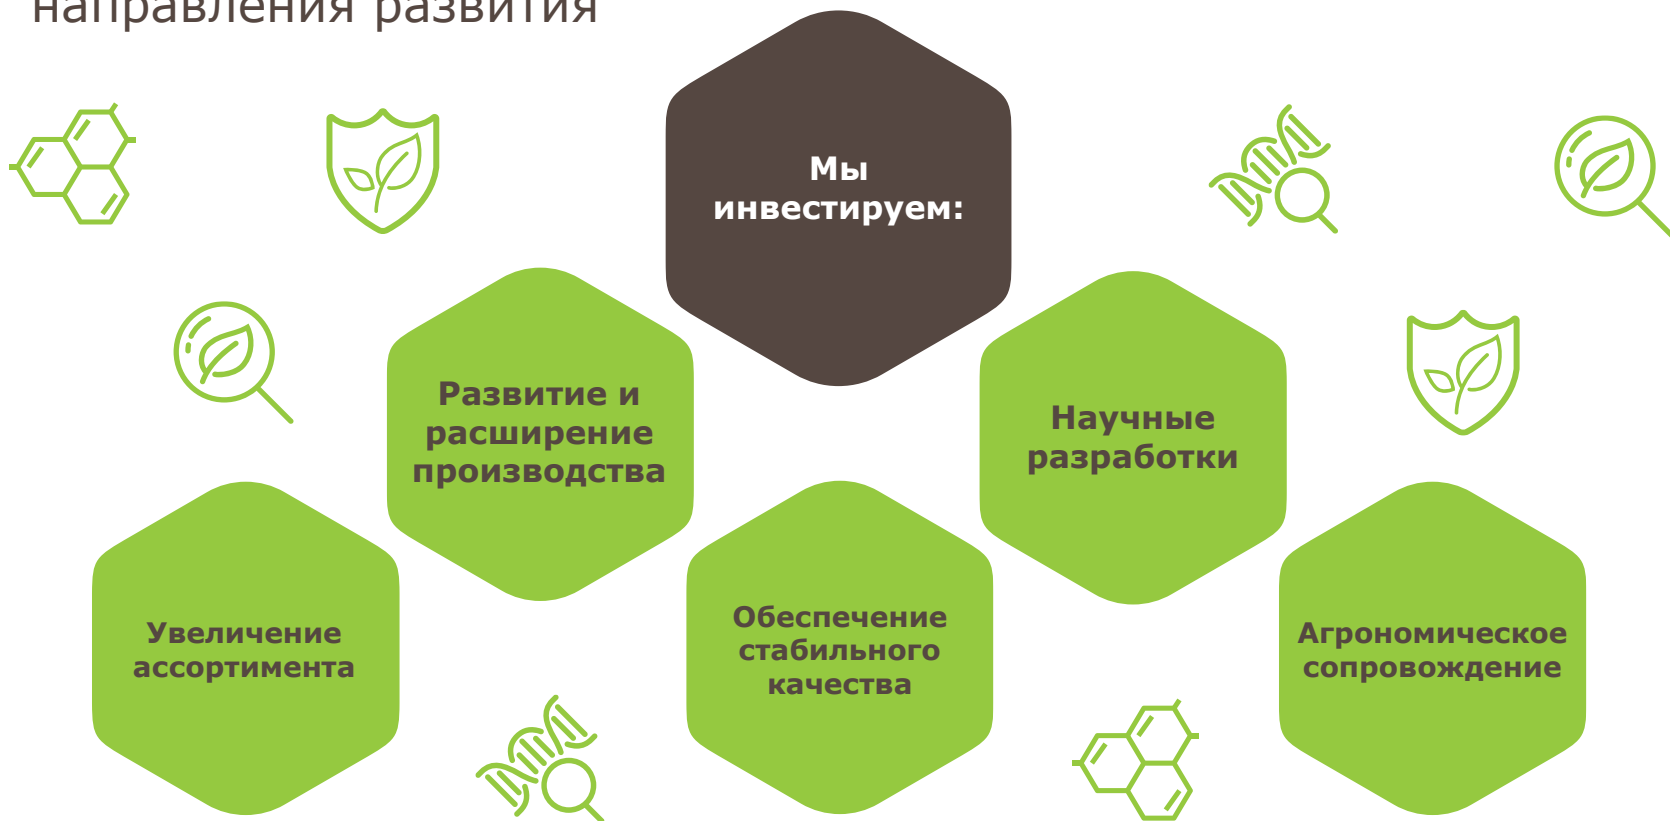 направления развития
Мы
инвестируем:
Развитие и
расширение
производства
Научные
разработки
Увеличение
ассортимента
Обеспечение
стабильного
качества
Агрономическое
сопровождение